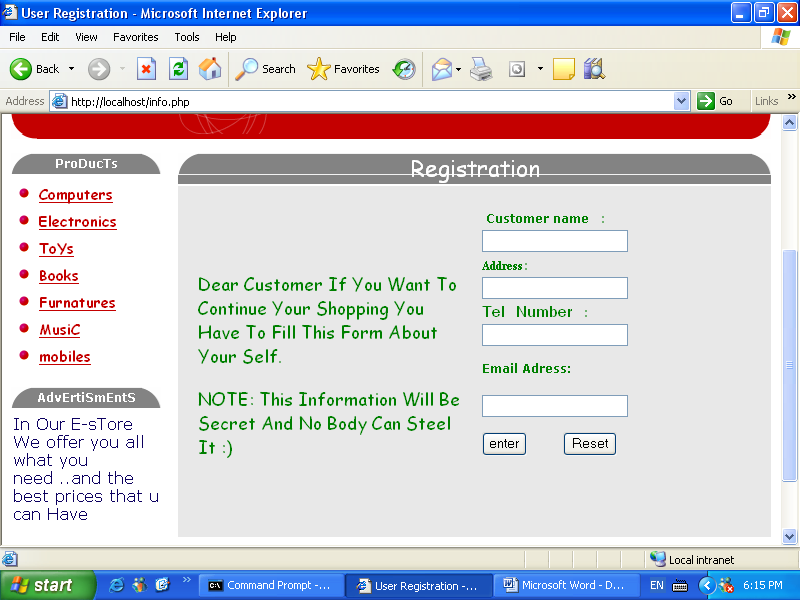 User Registration - Microsoft Internet Explorer
File Edit View Favorites Tools Help
Back Search Favorites
Address http://localhost/info.php Go Links »
ProDucTs
Computers
Electronics
ToYs
Books
Furnatures
MusiC
mobiles
AdvErtiSmEntS
In Our E-sTore
We offer you all
what you
need ..and the
best prices that u
can Have
Registration
Dear Customer If You Want To
Continue Your Shopping You
Have To Fill This Form About
Your Self.
NOTE: This Information Will Be
Secret And No Body Can Steel
It :)
Customer name :
Address :
Tel Number :
Email Adress:
enter Reset
Local intranet
start » Command Prompt -... User Registration -... Microsoft Word - D... EN 6:15 PM